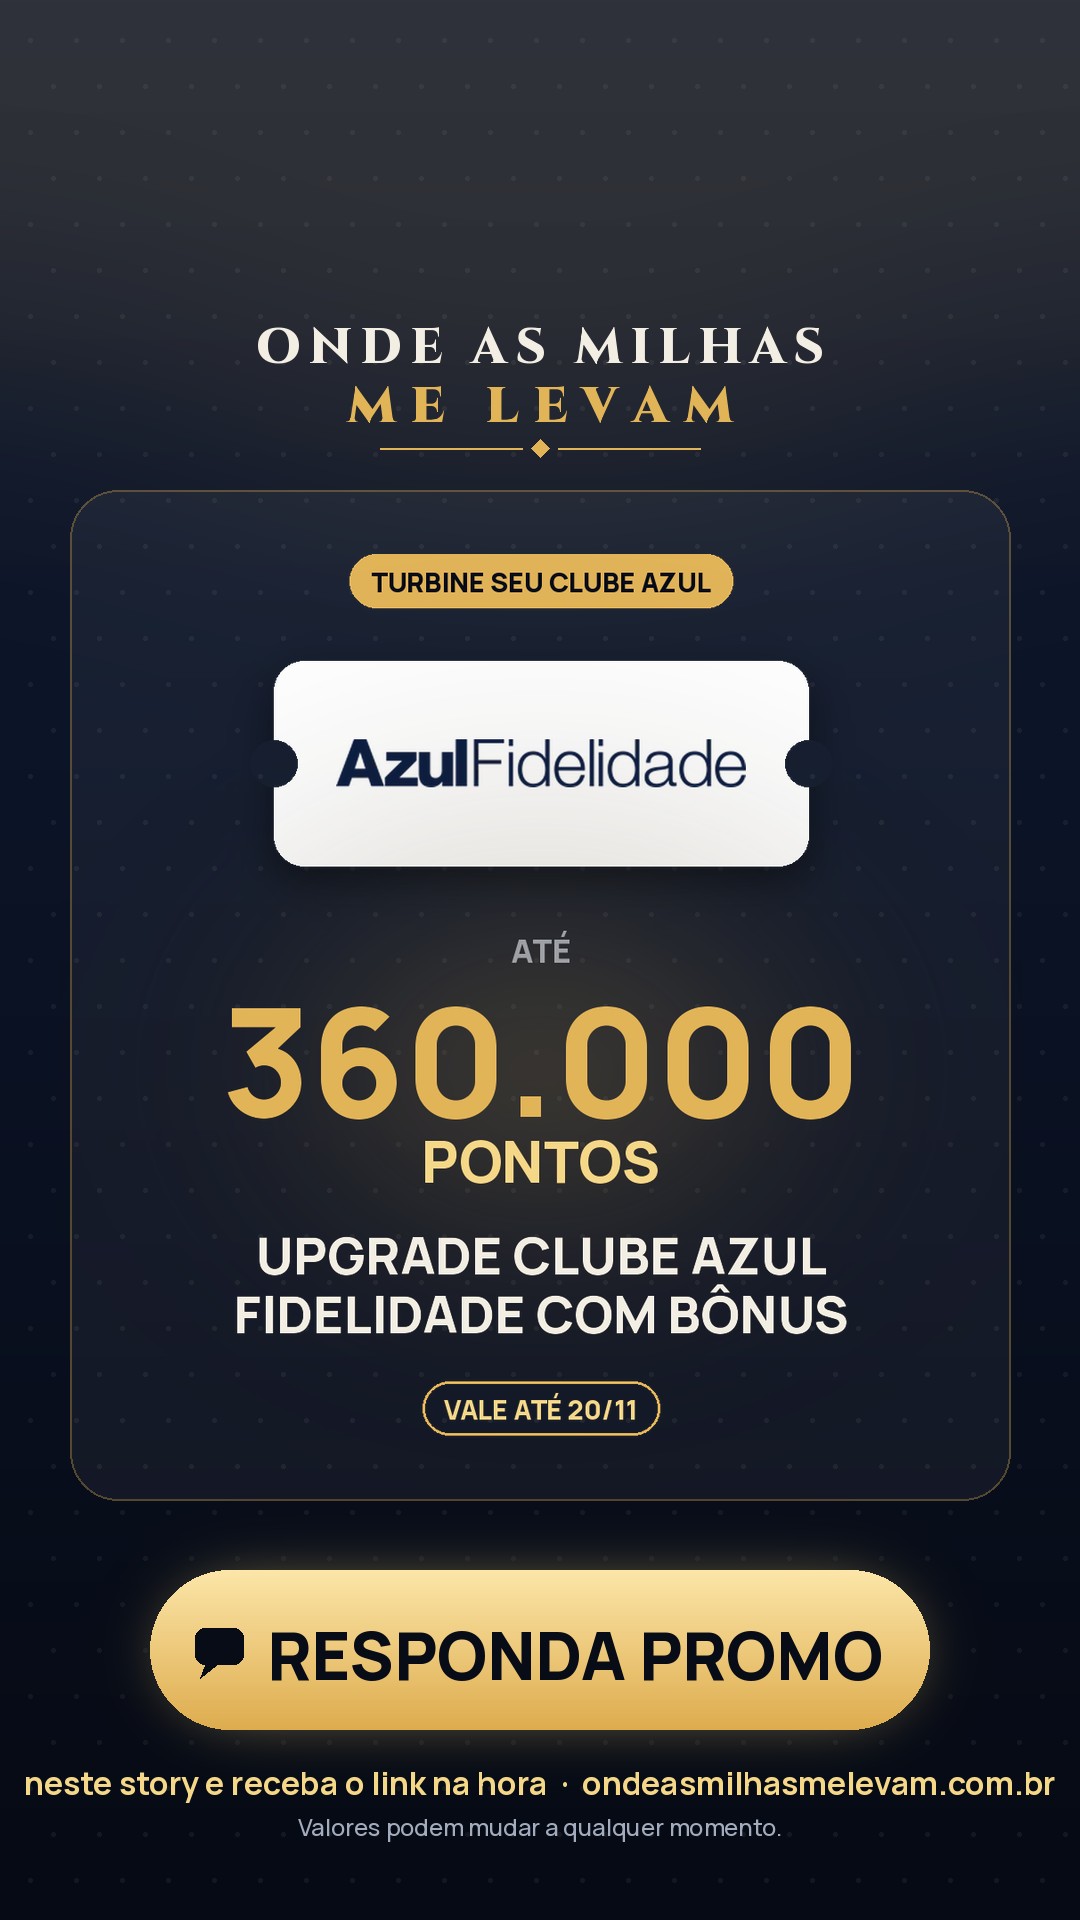 ONDE AS MILHAS
ME LEVAM
TURBINE SEU CLUBE AZUL
AzulFidelidade
ATÉ
360.000
PONTOS
UPGRADE CLUBE AZUL
FIDELIDADE COM BÔNUS
VALE ATÉ 20/11
RESPONDA PROMO
neste story e receba o link na hora · ondeasmilhasmelevam.com.br
Valores podem mudar a qualquer momento.